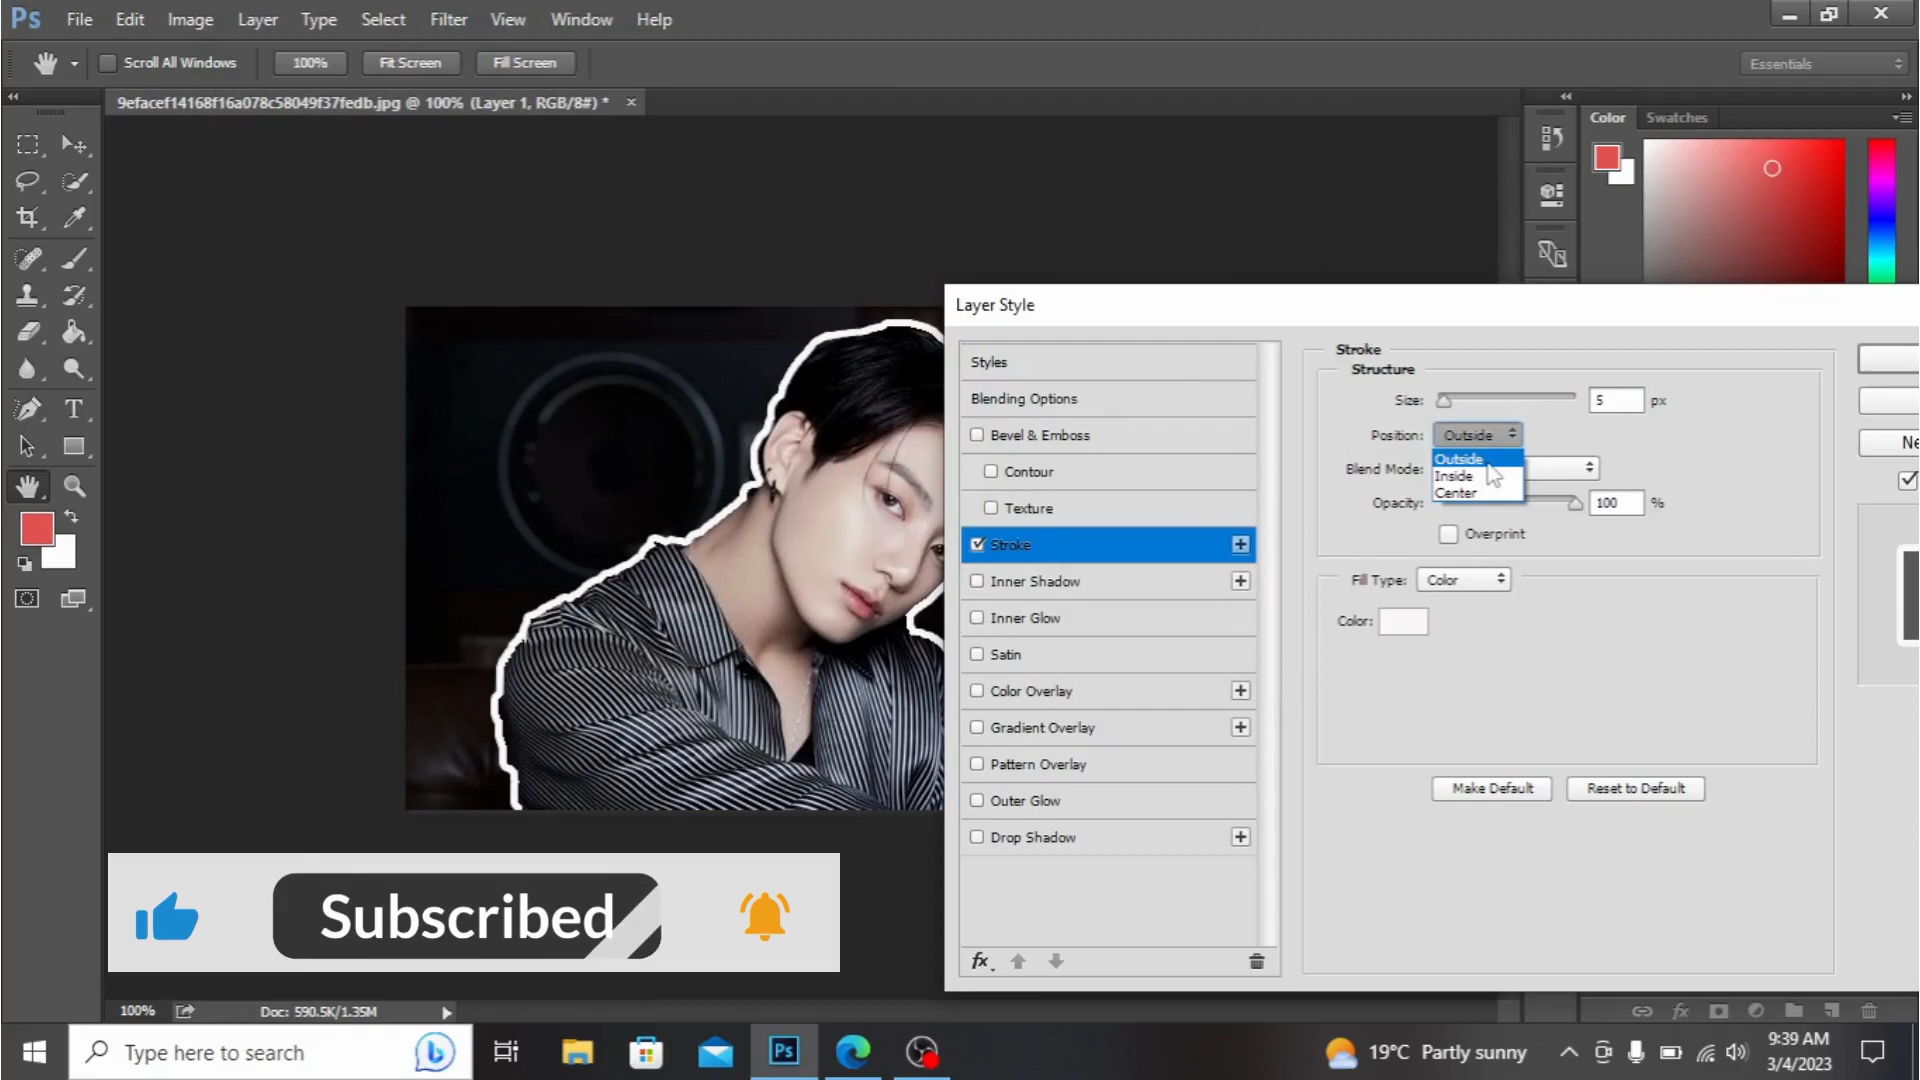 Ps File Edit Image Layer Type Select Filter View Window Help
Scroll All Windows 100% Fit Screen Fill Screen Essentials
9efacef14168f16a078c58049f37fedb.jpg @ 100% (Layer 1, RGB/8#) * ×
Color Swatches
T
Layer Style
Styles
Blending Options
Bevel & Emboss
Contour
Texture
Stroke
Inner Shadow
Inner Glow
Satin
Color Overlay
Gradient Overlay
Pattern Overlay
Outer Glow
Drop Shadow
fx
Stroke
Structure
Size: 5 px
Position: Outside
Outside
Inside
Center
Blend Mode:
Opacity: 100 %
Overprint
Fill Type: Color
Color:
Make Default Reset to Default
Ne
Subscribed
100% Doc: 590.5K/1.35M
fx
Type here to search
Ps
19°C Partly sunny
9:39 AM
3/4/2023